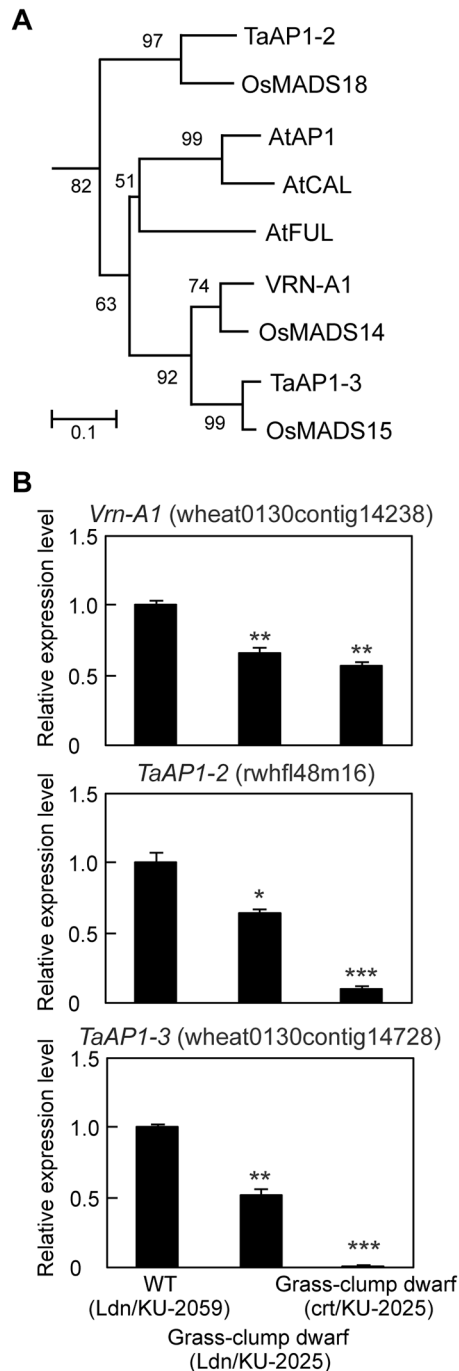 A
97
TaAP1-2
OsMADS18
99
AtAP1
82
51
AtCAL
AtFUL
74
VRN-A1
63
OsMADS14
92
TaAP1-3
0.1
99
OsMADS15
B
Vrn-A1 (wheat0130contig14238)
Relative expression level
1.5
1.0
0.5
0
**
**
TaAP1-2 (rwhfl48m16)
Relative expression level
1.5
1.0
0.5
0
*
***
TaAP1-3 (wheat0130contig14728)
Relative expression level
1.5
1.0
0.5
0
**
***
WT
(Ldn/KU-2059)
Grass-clump dwarf
(Ldn/KU-2025)
Grass-clump dwarf
(crt/KU-2025)